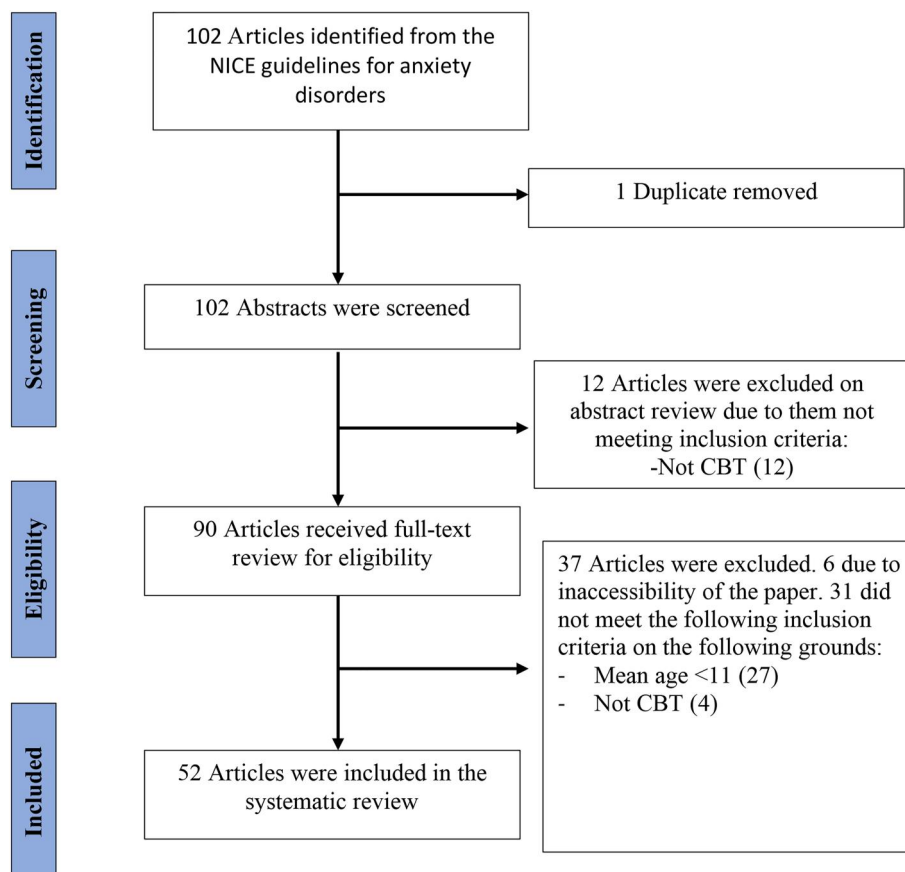 Identification
102 Articles identified from the
NICE guidelines for anxiety
disorders
1 Duplicate removed
Screening
102 Abstracts were screened
12 Articles were excluded on
abstract review due to them not
meeting inclusion criteria:
-Not CBT (12)
Eligibility
90 Articles received full-text
review for eligibility
37 Articles were excluded. 6 due to
inaccessibility of the paper. 31 did
not meet the following inclusion
criteria on the following grounds:
- Mean age <11 (27)
- Not CBT (4)
Included
52 Articles were included in the
systematic review